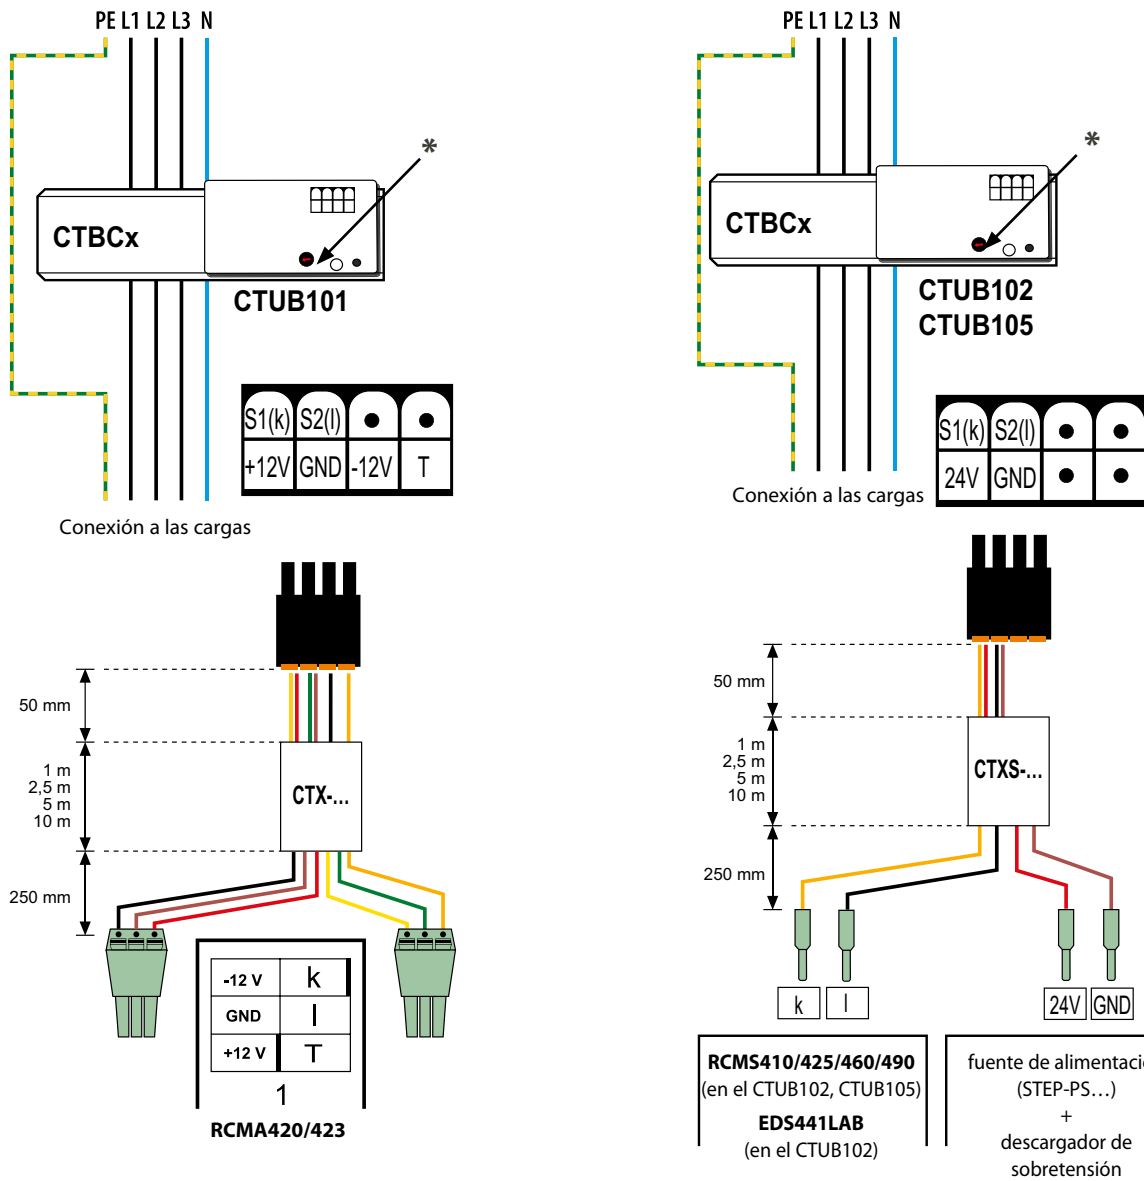 PE L1 L2 L3 N
*
CTBCx
CTUB101
S1(k) S2(l)
+12V GND -12V T
Conexión a las cargas
50 mm
1 m
2,5 m
5 m
10 m
CTX-...
250 mm
-12 V k
GND l
+12 V T
1
RCMA420/423
PE L1 L2 L3 N
*
CTBCx
CTUB102
CTUB105
S1(k) S2(l)
24V GND
Conexión a las cargas
50 mm
1 m
2,5 m
5 m
10 m
CTXS-...
250 mm
k l 24V GND
RCMS410/425/460/490
(en el CTUB102, CTUB105)
EDS441LAB
(en el CTUB102)
fuente de alimentació
(STEP-PS...)
+
descargador de
sobretensión